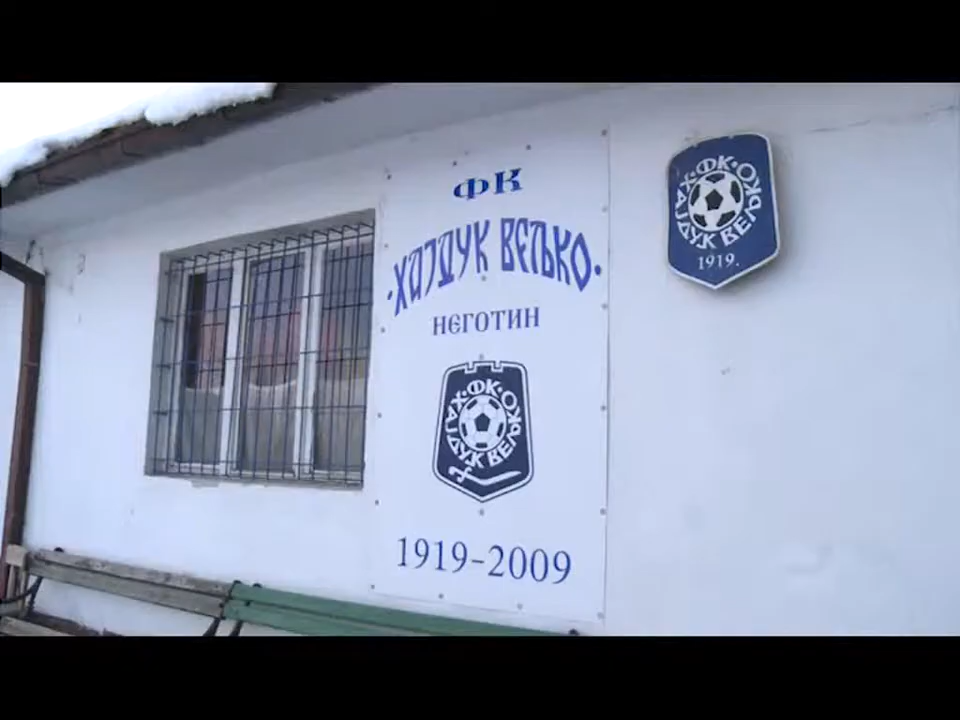 ФК
·ХАЈДУК ВЕЉКО·
НЕГОТИН
·ФК·
ХАЈДУК ВЕЉКО
1919-2009
·ФК·
ХАЈДУК ВЕЉКО
1919.